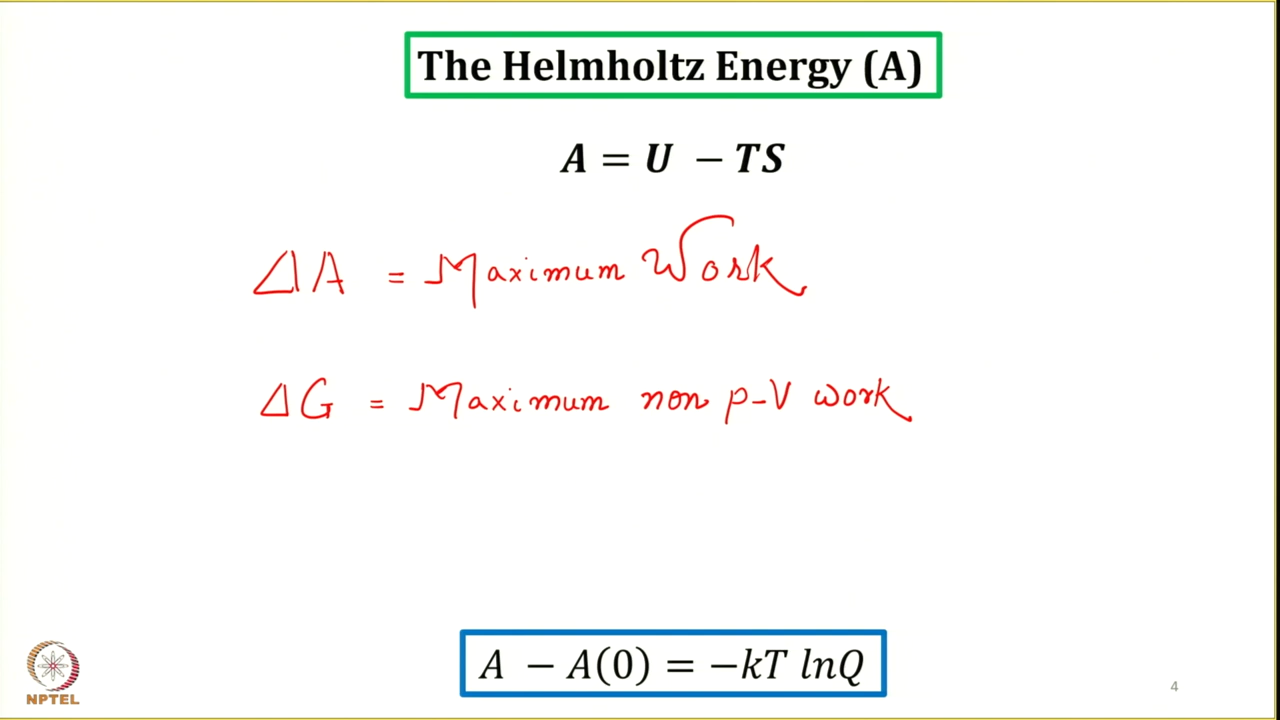 The Helmholtz Energy (A)
A = U − TS
ΔA = Maximum Work
ΔG = Maximum non p-V work
A − A(0) = −kT lnQ
NPTEL
4